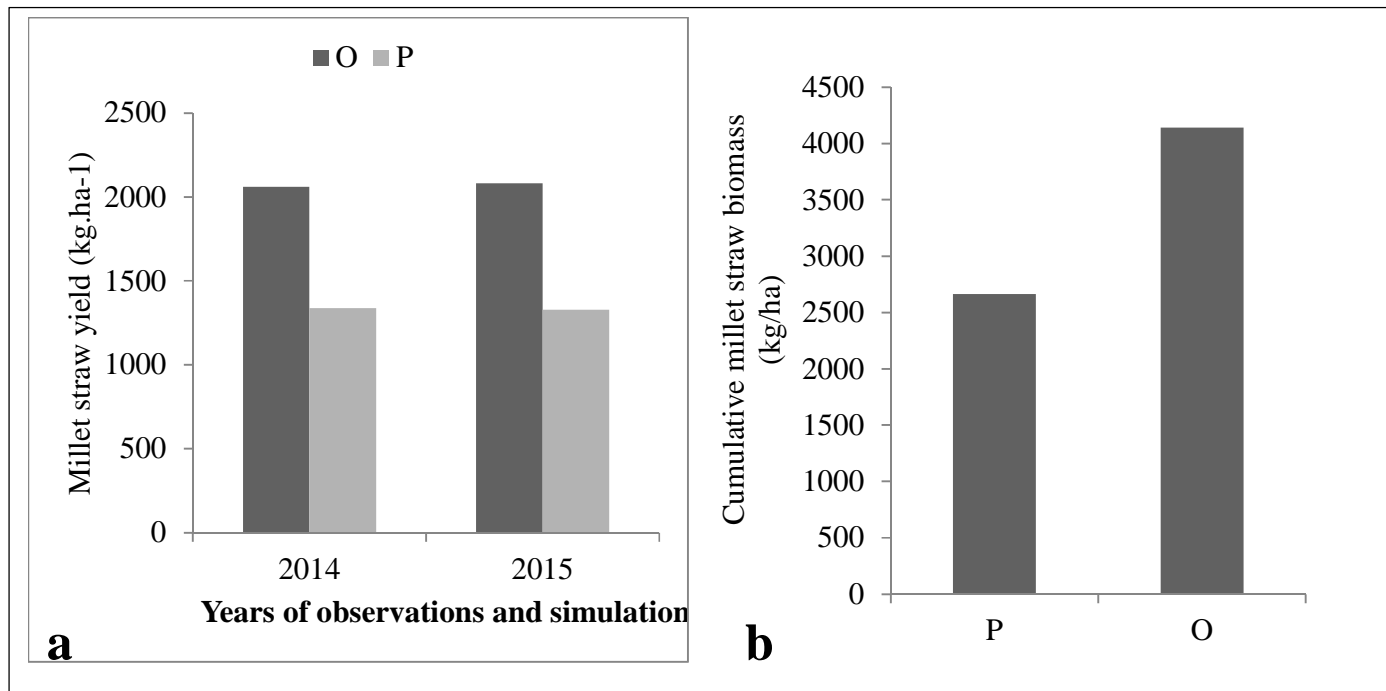 O P
2500
2000
1500
1000
500
0
Millet straw yield (kg.ha-1)
2014 2015
Years of observations and simulation
a
4500
4000
3500
3000
2500
2000
1500
1000
500
0
Cumulative millet straw biomass
(kg/ha)
P O
b